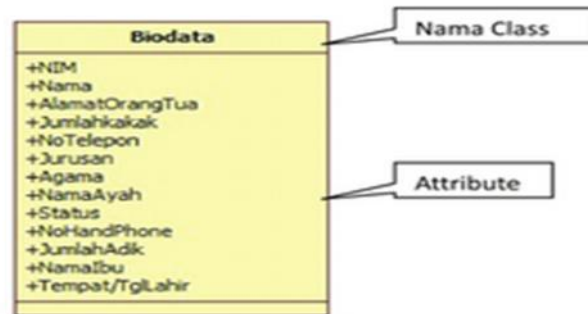 Biodata
Nama Class
+NIM
+Nama
+AlamatOrangTua
+Jumlahkakak
+NoTelepon
+Jurusan
+Agama
+NamaAyah
+Status
+NoHandPhone
+JumlahAdik
+NamaIbu
+Tempat/TglLahir
Attribute